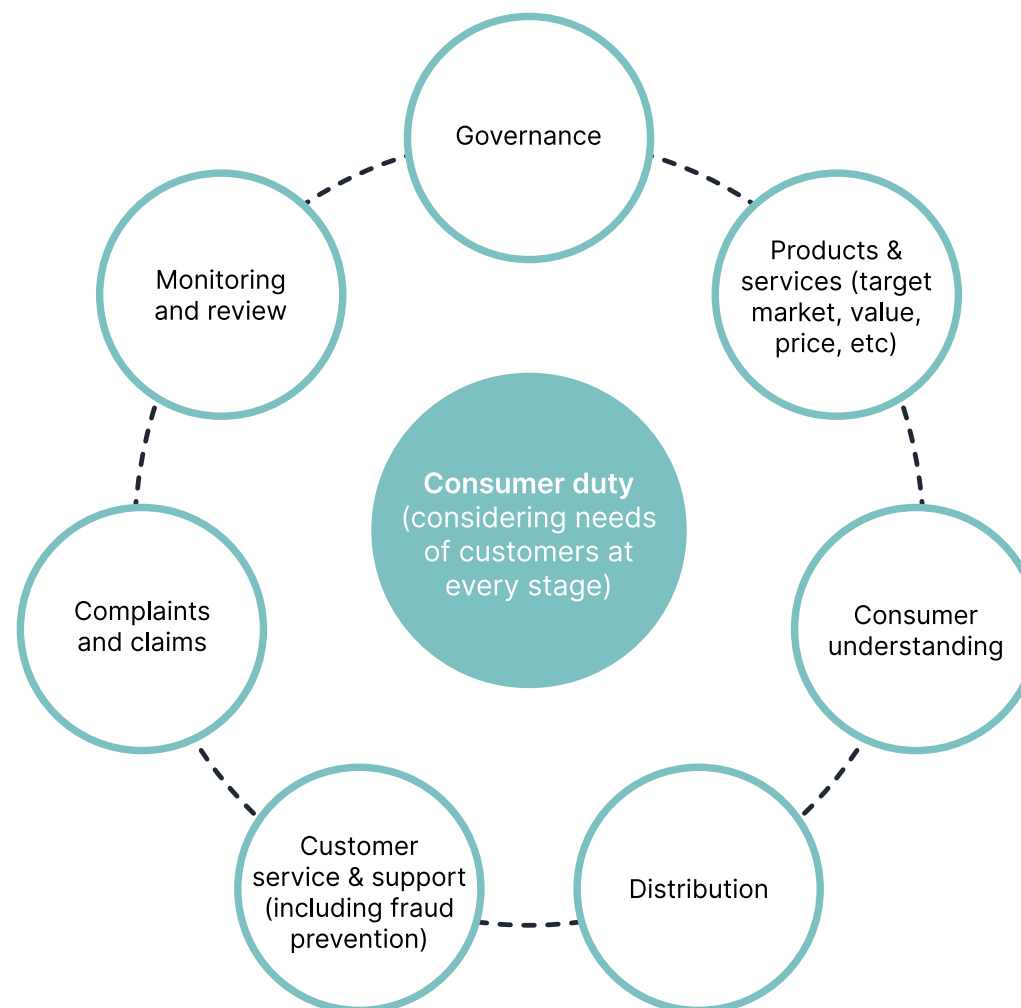 Governance
Products &
services (target
market, value,
price, etc)
Consumer
understanding
Distribution
Customer
service & support
(including fraud
prevention)
Complaints
and claims
Monitoring
and review
Consumer duty
(considering needs
of customers at
every stage)